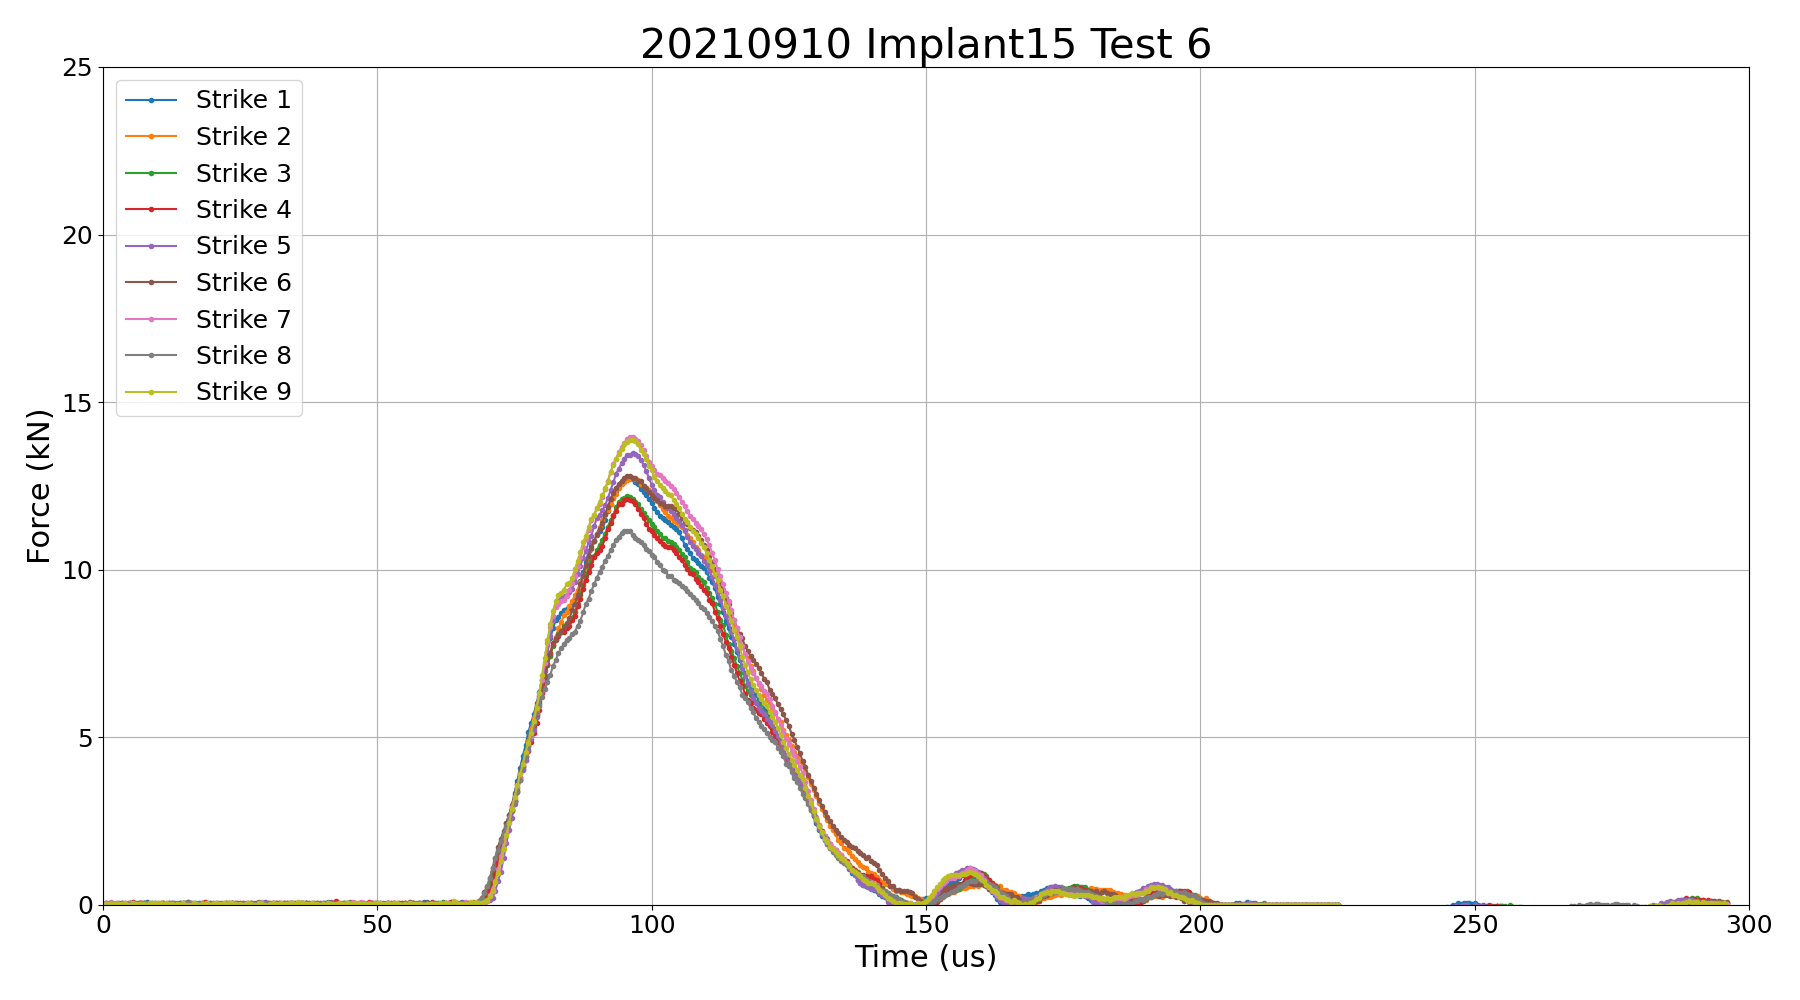 20210910 Implant15 Test 6
25
20
15
10
5
0
Force (kN)
Strike 1
Strike 2
Strike 3
Strike 4
Strike 5
Strike 6
Strike 7
Strike 8
Strike 9
0 50 100 150 200 250 300
Time (us)